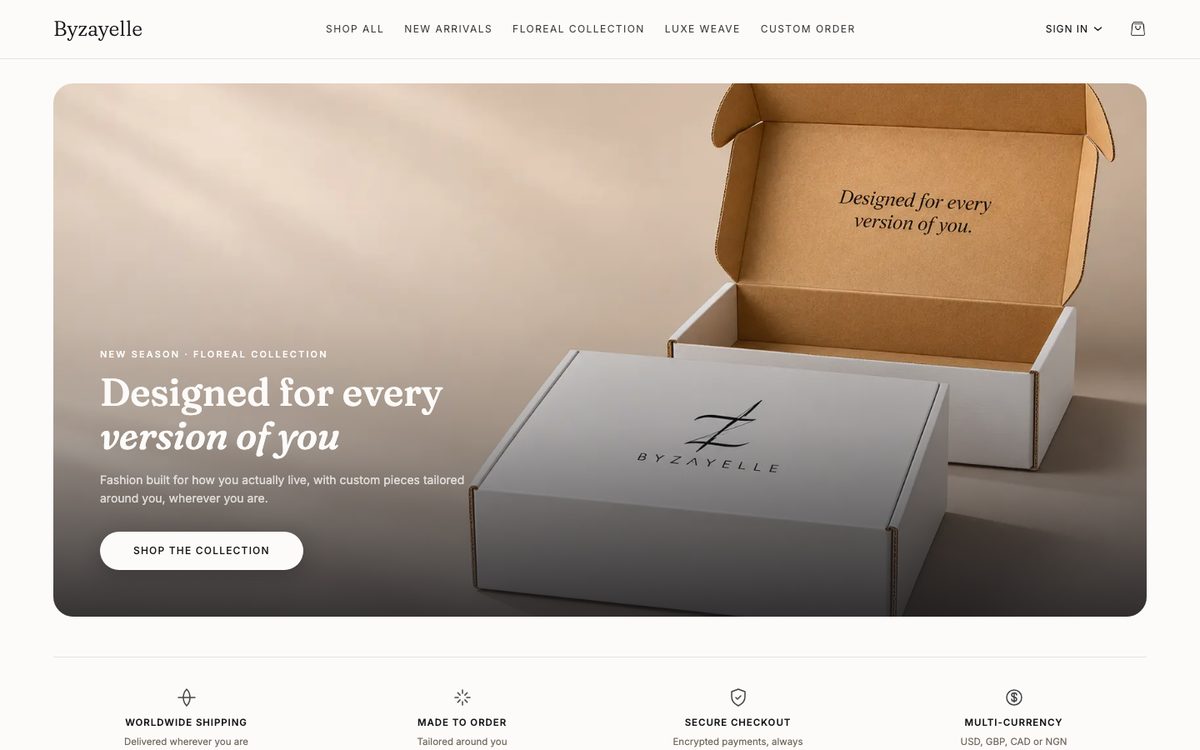 Byzayelle
SHOP ALL
NEW ARRIVALS
FLOREAL COLLECTION
LUXE WEAVE
CUSTOM ORDER
SIGN IN
Designed for every
version of you.
NEW SEASON · FLOREAL COLLECTION
Designed for every
version of you
Fashion built for how you actually live, with custom pieces tailored
around you, wherever you are.
SHOP THE COLLECTION
BYZAYELLE
WORLDWIDE SHIPPING
Delivered wherever you are
MADE TO ORDER
Tailored around you
SECURE CHECKOUT
Encrypted payments, always
MULTI-CURRENCY
USD, GBP, CAD or NGN